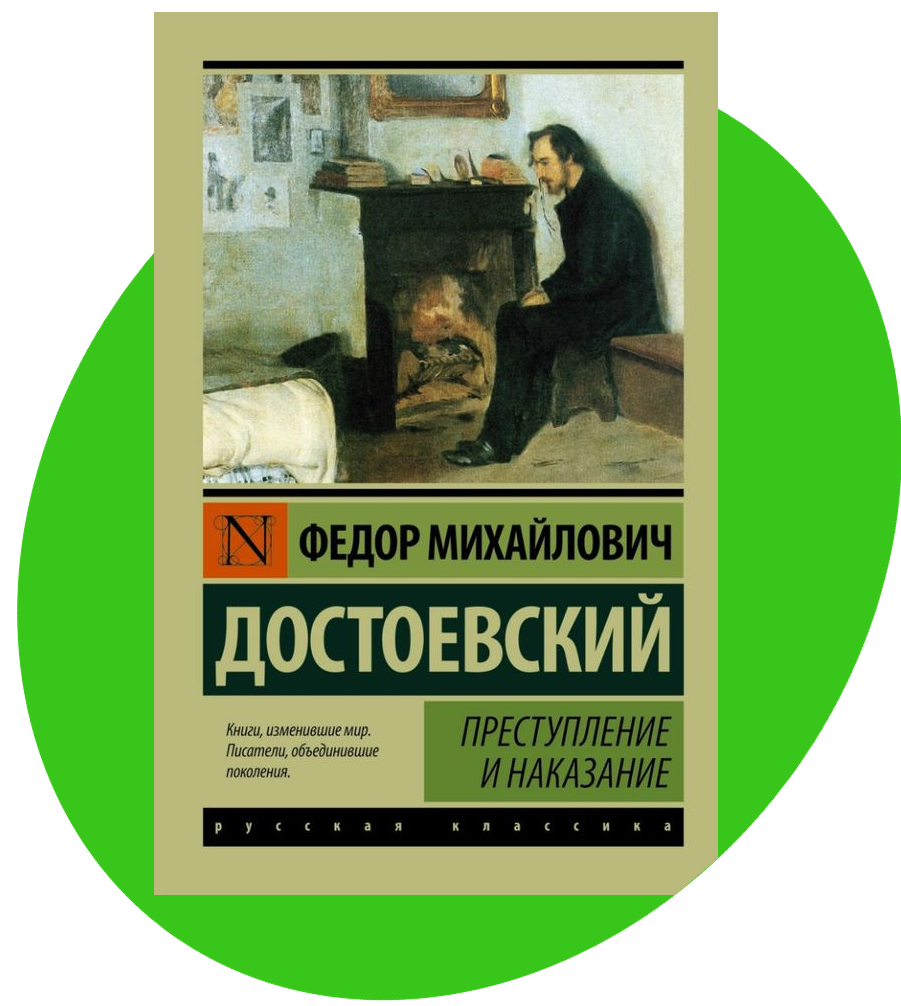 N
ФЕДОР МИХАЙЛОВИЧ
ДОСТОЕВСКИЙ
Книги, изменившие мир.
Писатели, объединившие
поколения.
ПРЕСТУПЛЕНИЕ
И НАКАЗАНИЕ
русская классика